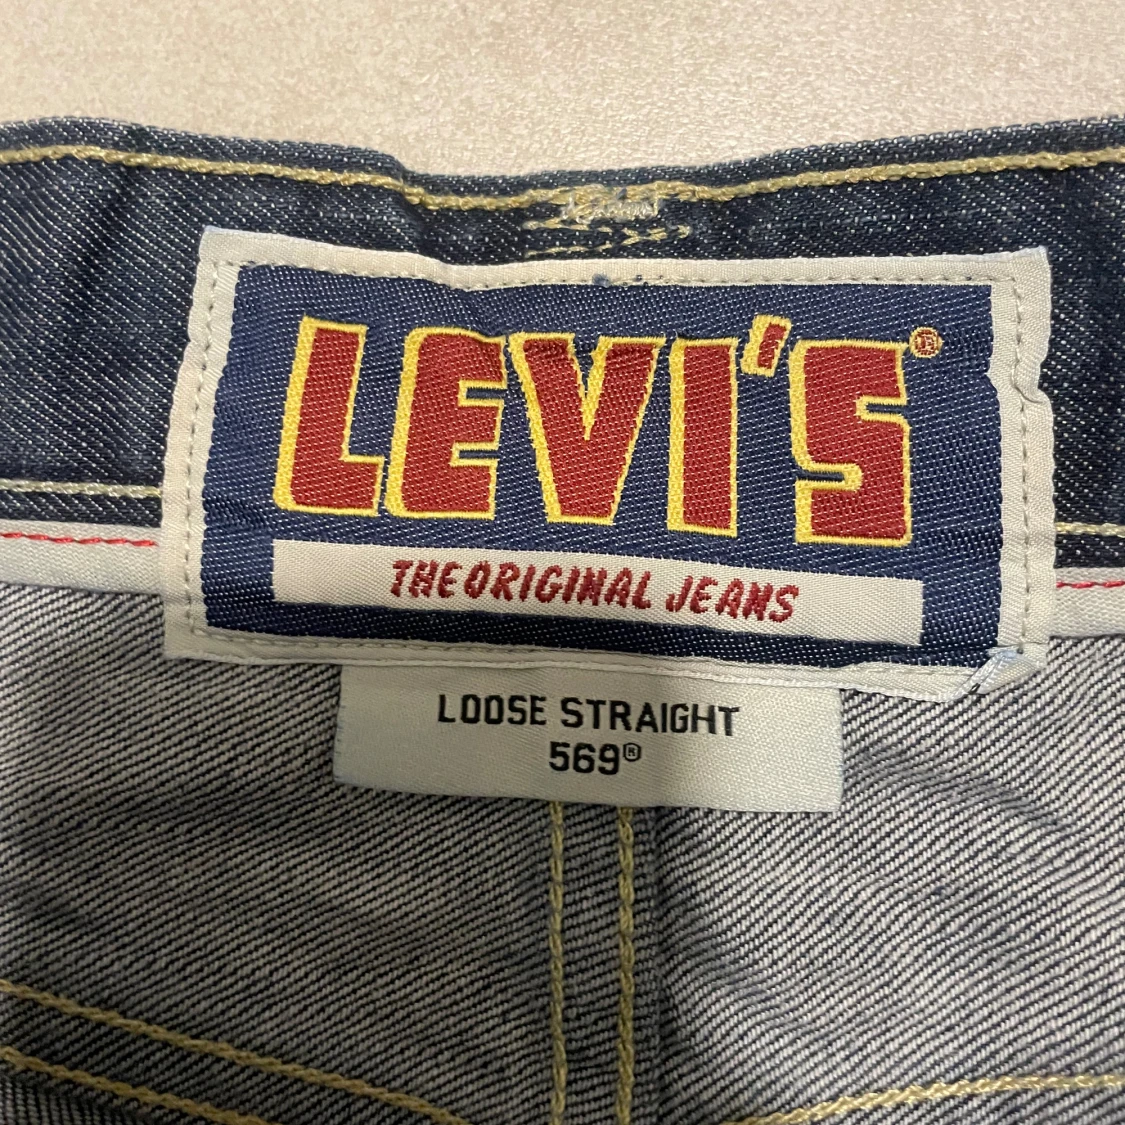 LEVI'S®
THE ORIGINAL JEANS
LOOSE STRAIGHT
569®